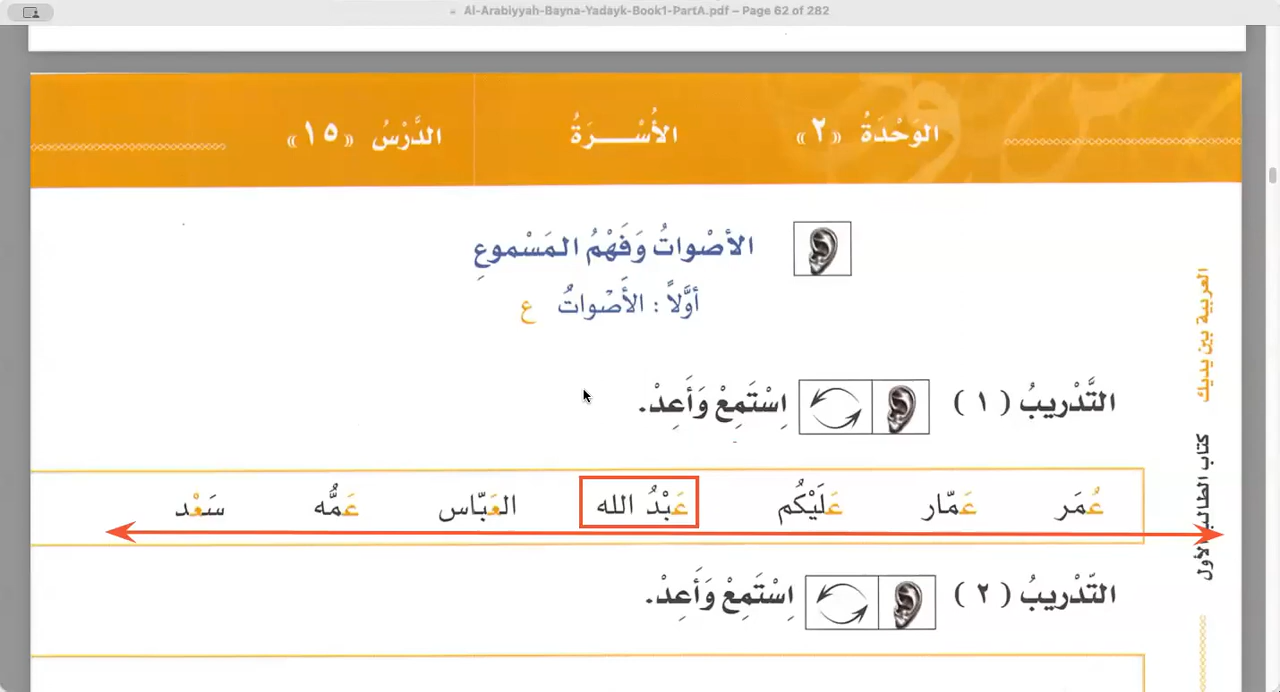 Al-Arabiyyah-Bayna-Yadayk-Book1-PartA.pdf – Page 62 of 282
الوَحْدَةُ «٢» الأُسْـــرَةُ الدَّرْسُ «١٥»
الأصْواتُ وَفَهْمُ المَسْموعِ
أوَّلاً : الأَصْواتُ ع
التَّدْريبُ ( ١ ) اِسْتَمِعْ وَأَعِدْ.
عُمَر عَمّار عَلَيْكُم عَبْدُ الله العَبّاس عَمُّه سَعْد
التّدْريبُ ( ٢ ) اِسْتَمِعْ وَأَعِدْ.
العربية بين يديك
كتاب الطالب الأول